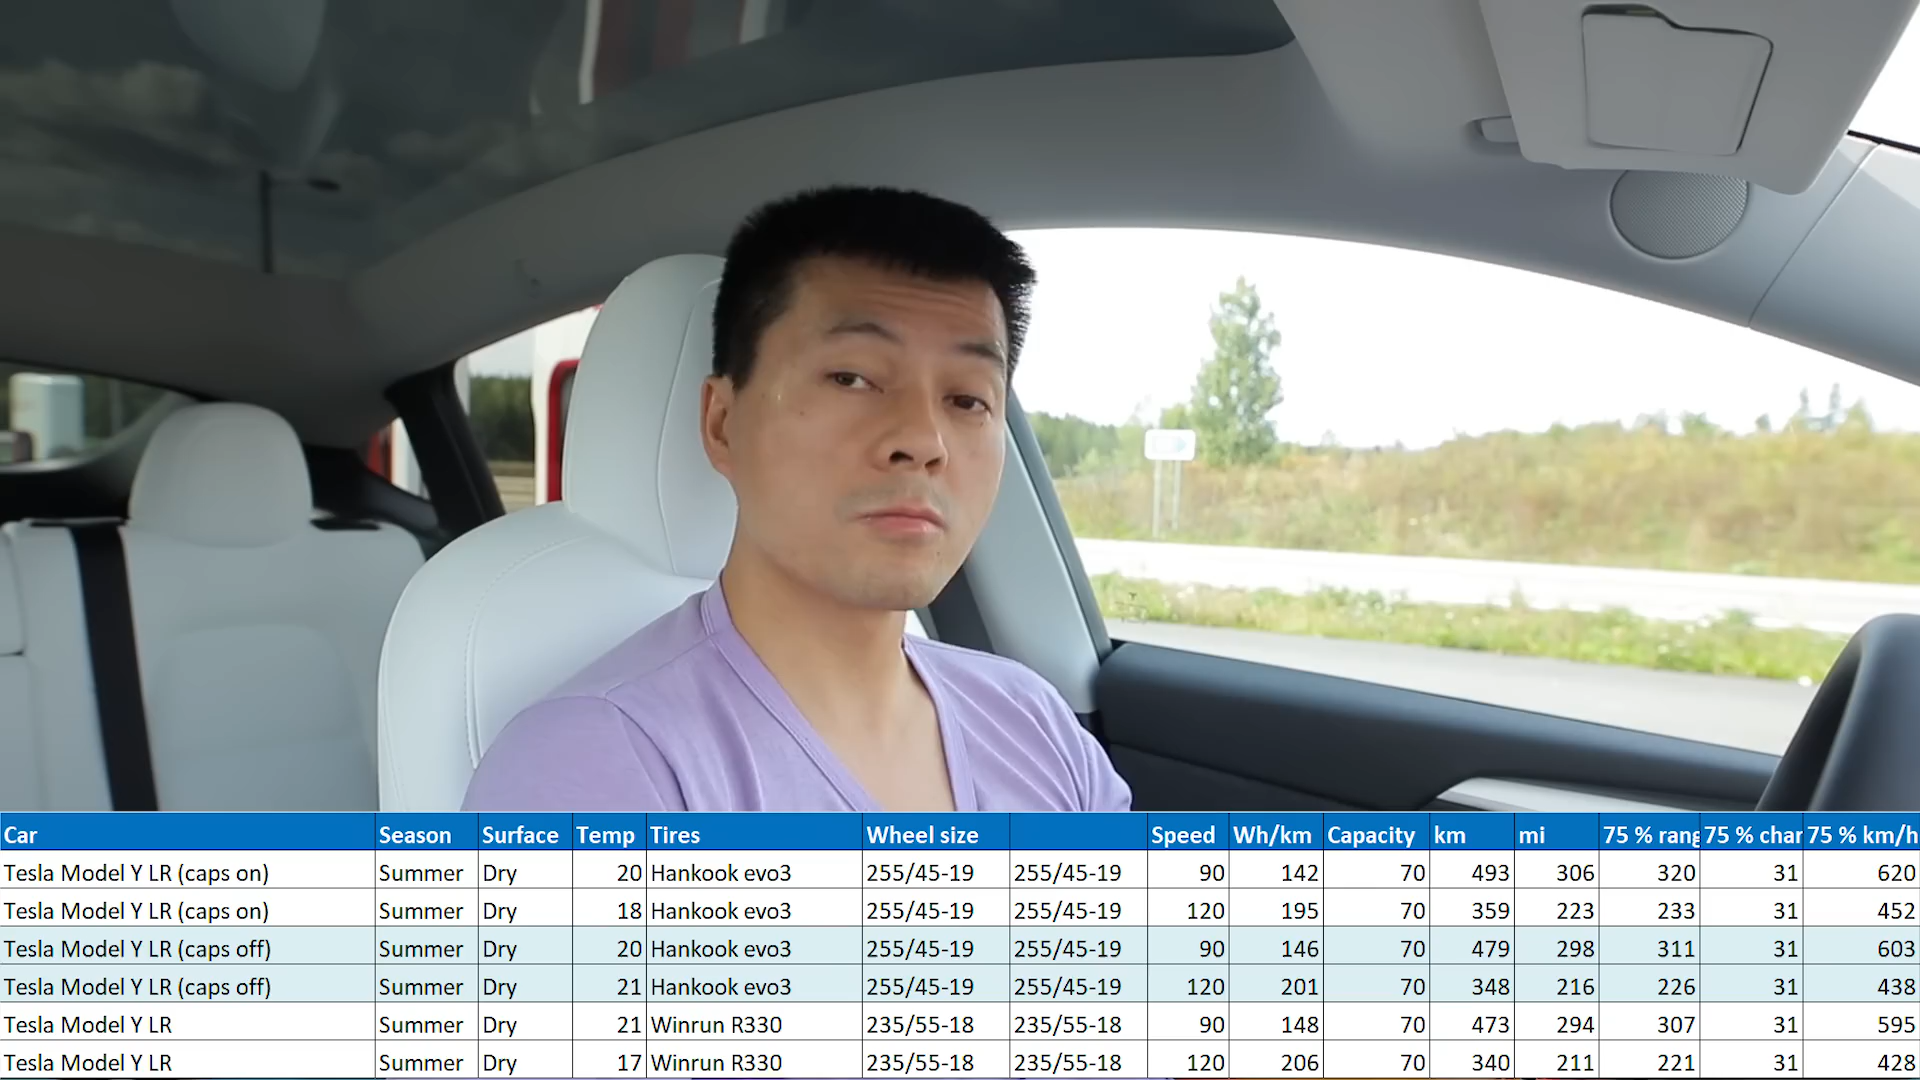 Car Season Surface Temp Tires Wheel size Speed Wh/km Capacity km mi 75 % rang 75 % char 75 % km/h
Tesla Model Y LR (caps on) Summer Dry 20 Hankook evo3 255/45-19 255/45-19 90 142 70 493 306 320 31 620
Tesla Model Y LR (caps on) Summer Dry 18 Hankook evo3 255/45-19 255/45-19 120 195 70 359 223 233 31 452
Tesla Model Y LR (caps off) Summer Dry 20 Hankook evo3 255/45-19 255/45-19 90 146 70 479 298 311 31 603
Tesla Model Y LR (caps off) Summer Dry 21 Hankook evo3 255/45-19 255/45-19 120 201 70 348 216 226 31 438
Tesla Model Y LR Summer Dry 21 Winrun R330 235/55-18 235/55-18 90 148 70 473 294 307 31 595
Tesla Model Y LR Summer Dry 17 Winrun R330 235/55-18 235/55-18 120 206 70 340 211 221 31 428